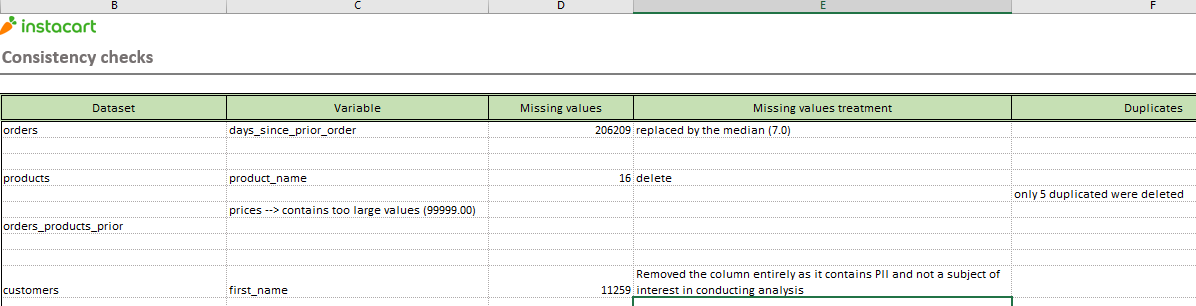 B C D E F
instacart
Consistency checks
Dataset Variable Missing values Missing values treatment Duplicates
orders days_since_prior_order 206209 replaced by the median (7.0)
products product_name 16 delete
only 5 duplicated were deleted
prices --> contains too large values (99999.00)
orders_products_prior
Removed the column entirely as it contains PII and not a subject of
customers first_name 11259 interest in conducting analysis